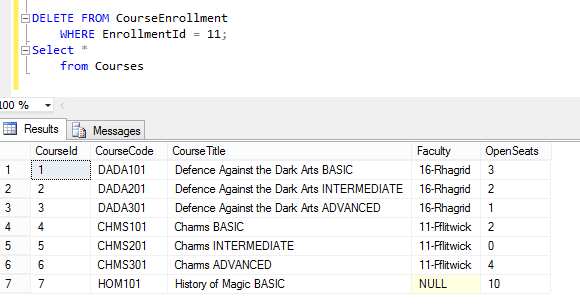 DELETE FROM CourseEnrollment
WHERE EnrollmentId = 11;
Select *
from Courses
100 %
Results Messages
CourseId CourseCode CourseTitle Faculty OpenSeats
1 1 DADA101 Defence Against the Dark Arts BASIC 16-Rhagrid 3
2 2 DADA201 Defence Against the Dark Arts INTERMEDIATE 16-Rhagrid 2
3 3 DADA301 Defence Against the Dark Arts ADVANCED 16-Rhagrid 1
4 4 CHMS101 Charms BASIC 11-Fflitwick 2
5 5 CHMS201 Charms INTERMEDIATE 11-Fflitwick 0
6 6 CHMS301 Charms ADVANCED 11-Fflitwick 4
7 7 HOM101 History of Magic BASIC NULL 10